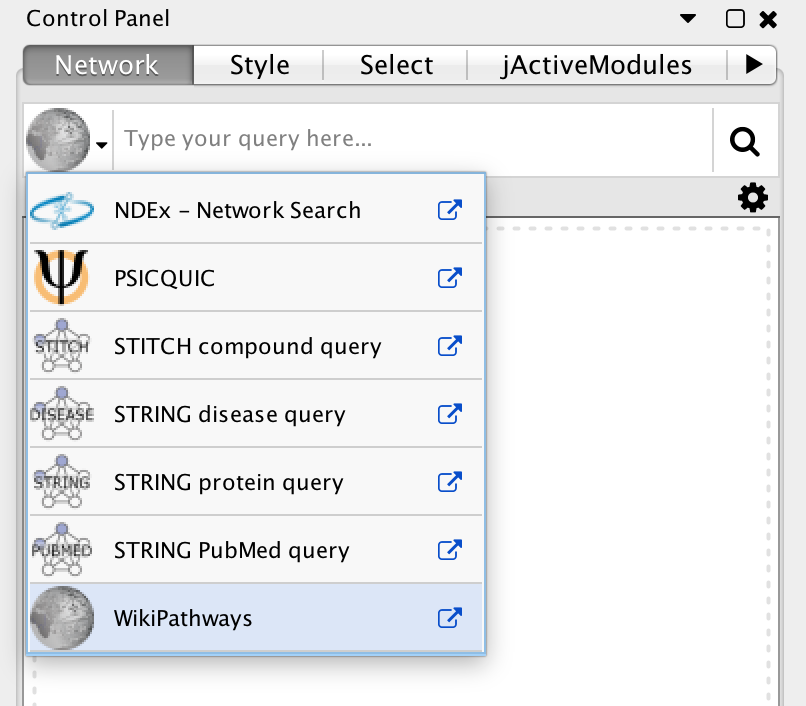 Control Panel
Network Style Select jActiveModules
Type your query here...
NDEx – Network Search
PSICQUIC
STITCH STITCH compound query
DISEASE STRING disease query
STRING STRING protein query
PUBMED STRING PubMed query
WikiPathways